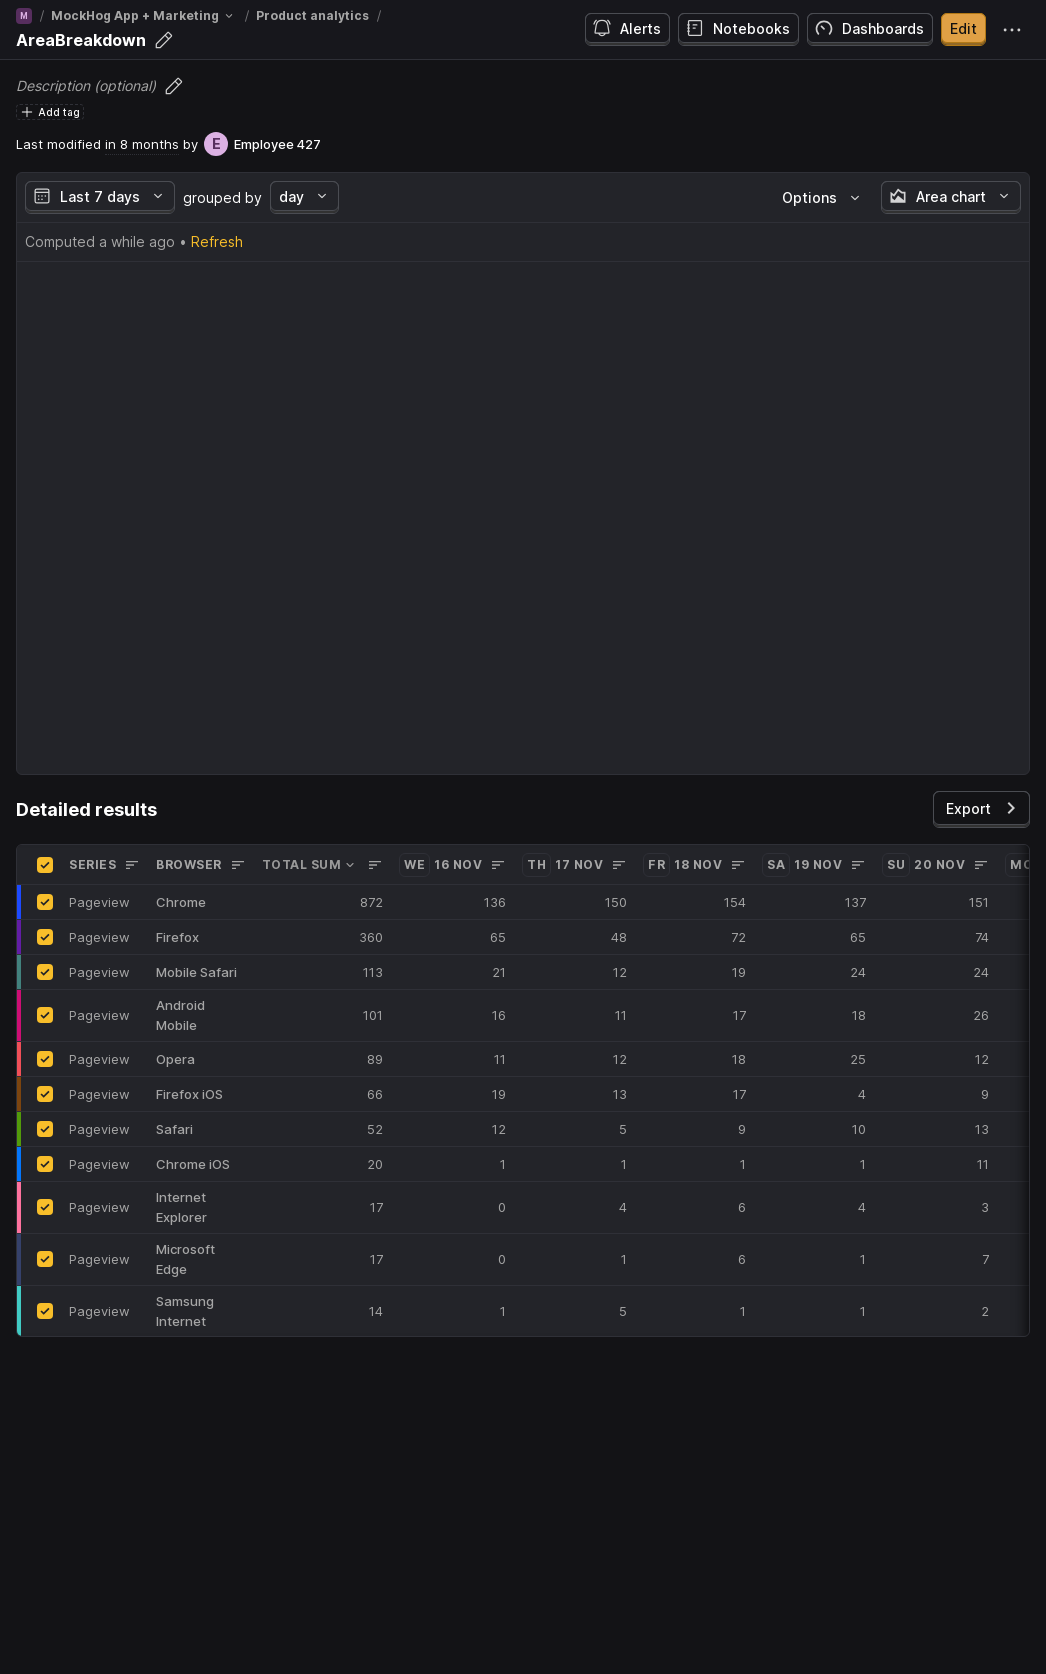 M / MockHog App + Marketing / Product analytics /
AreaBreakdown
Alerts Notebooks Dashboards Edit
Description (optional)
Add tag
Last modified in 8 months by E Employee 427
Last 7 days grouped by day Options Area chart
Computed a while ago • Refresh
Detailed results Export
SERIES BROWSER TOTAL SUM WE 16 NOV TH 17 NOV FR 18 NOV SA 19 NOV SU 20 NOV
Pageview Chrome 872 136 150 154 137 151
Pageview Firefox 360 65 48 72 65 74
Pageview Mobile Safari 113 21 12 19 24 24
Pageview Android Mobile 101 16 11 17 18 26
Pageview Opera 89 11 12 18 25 12
Pageview Firefox iOS 66 19 13 17 4 9
Pageview Safari 52 12 5 9 10 13
Pageview Chrome iOS 20 1 1 1 1 11
Pageview Internet Explorer 17 0 4 6 4 3
Pageview Microsoft Edge 17 0 1 6 1 7
Pageview Samsung Internet 14 1 5 1 1 2